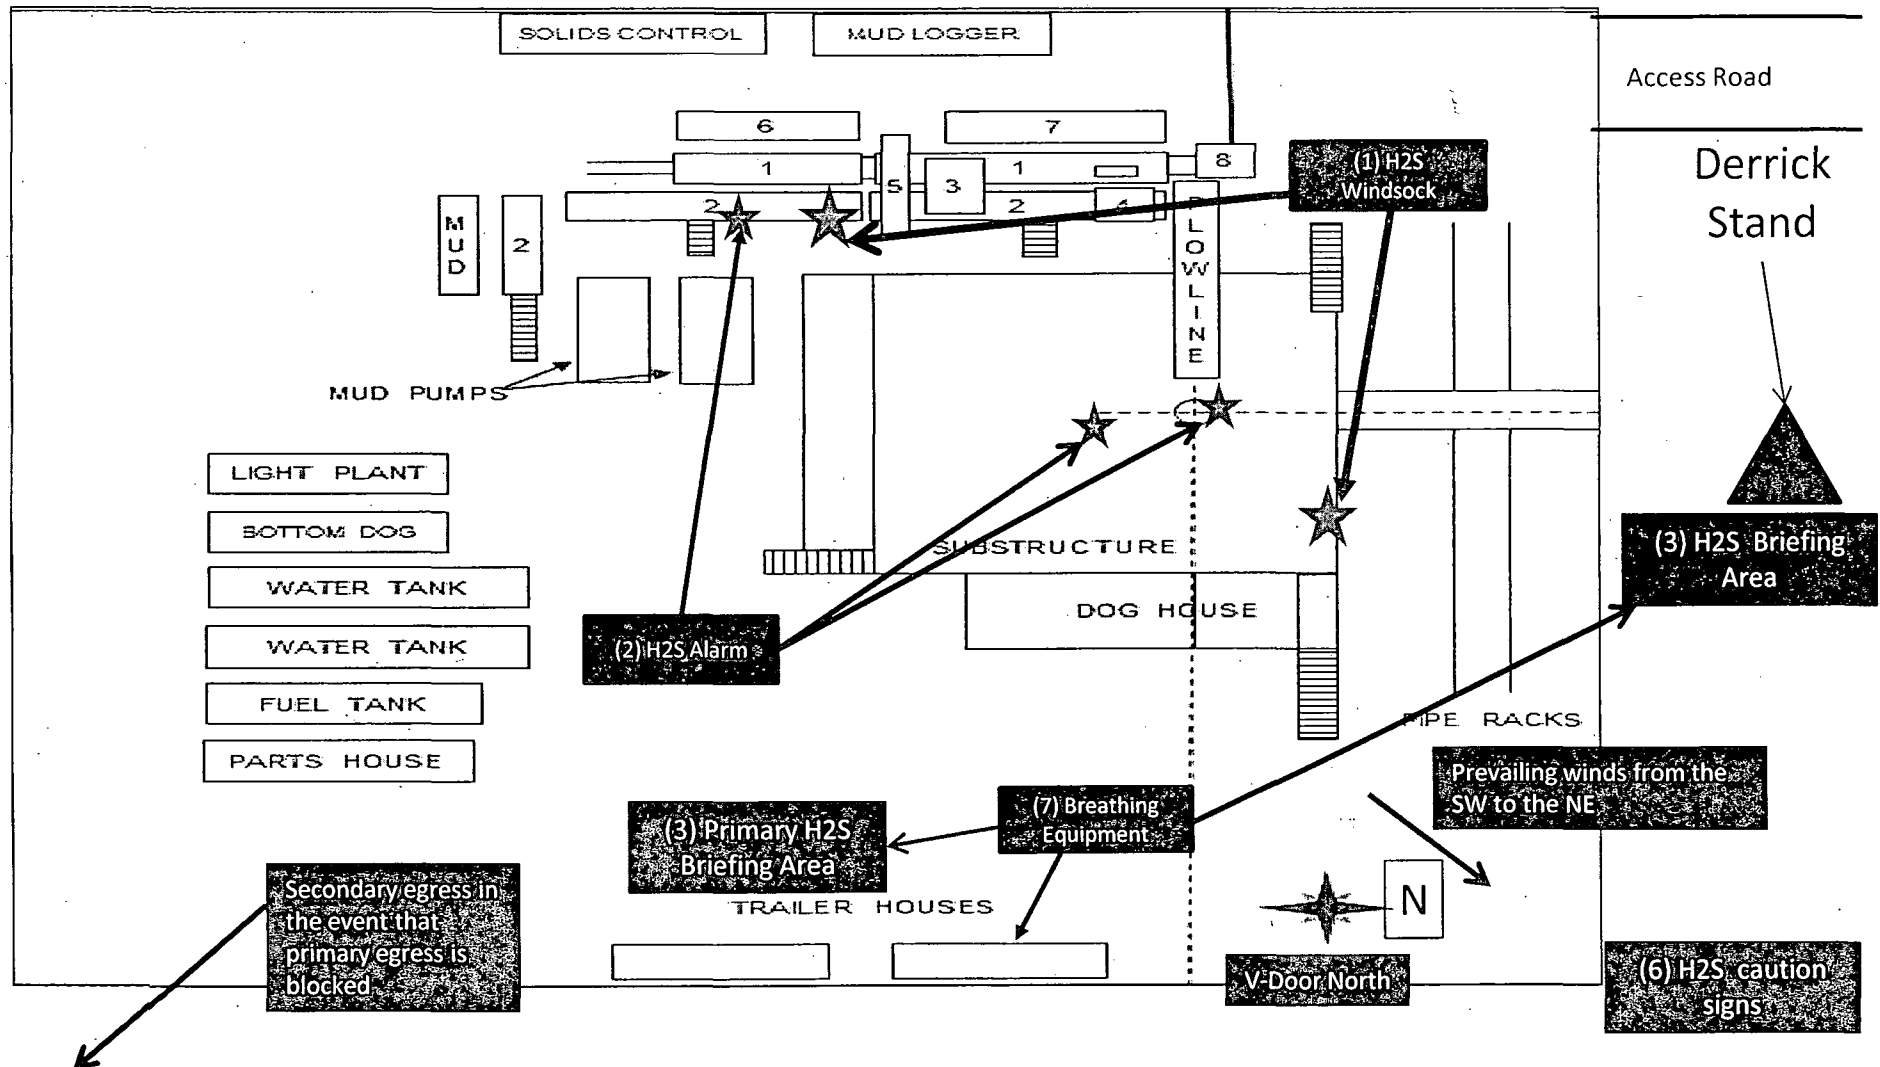 SOLIDS CONTROL
MUD LOGGER
Access Road
6
7
1
5
3
1
8
(1) H2S
Windsock
Derrick
Stand
2
2
4
MUD
2
FLOWLINE
MUD PUMPS
LIGHT PLANT
BOTTOM DOG
WATER TANK
WATER TANK
FUEL TANK
PARTS HOUSE
SUBSTRUCTURE
DOG HOUSE
(3) H2S Briefing
Area
(2) H2S Alarm
PIPE RACKS
Prevailing winds from the
SW to the NE
(7) Breathing
Equipment
(3) Primary H2S
Briefing Area
TRAILER HOUSES
Secondary egress in
the event that
primary egress is
blocked
N
V-Door North
(6) H2S caution
signs